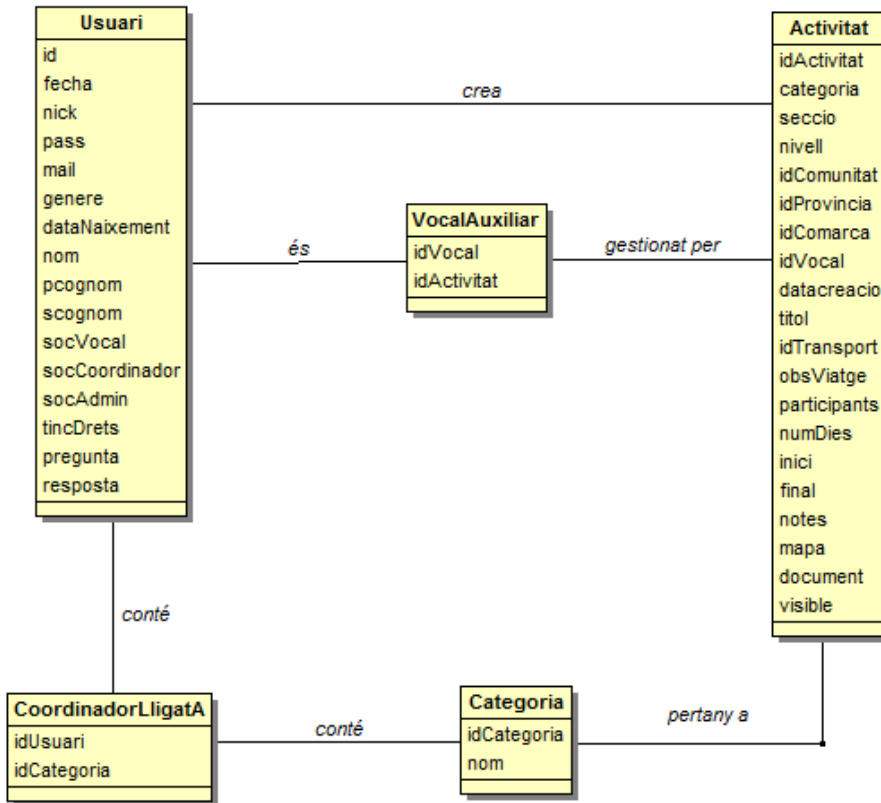 Usuari
id
fecha
nick
pass
mail
genere
dataNaixement
nom
pcognom
scognom
socVocal
socCoordinador
socAdmin
tincDrets
pregunta
resposta
crea
és
VocalAuxiliar
idVocal
idActivitat
gestionat per
Activitat
idActivitat
categoria
seccio
nivell
idComunitat
idProvincia
idComarca
idVocal
datacreacio
titol
idTransport
obsViatge
participants
numDies
inici
final
notes
mapa
document
visible
conté
CoordinadorLligatA
idUsuari
idCategoria
conté
Categoria
idCategoria
nom
pertany a